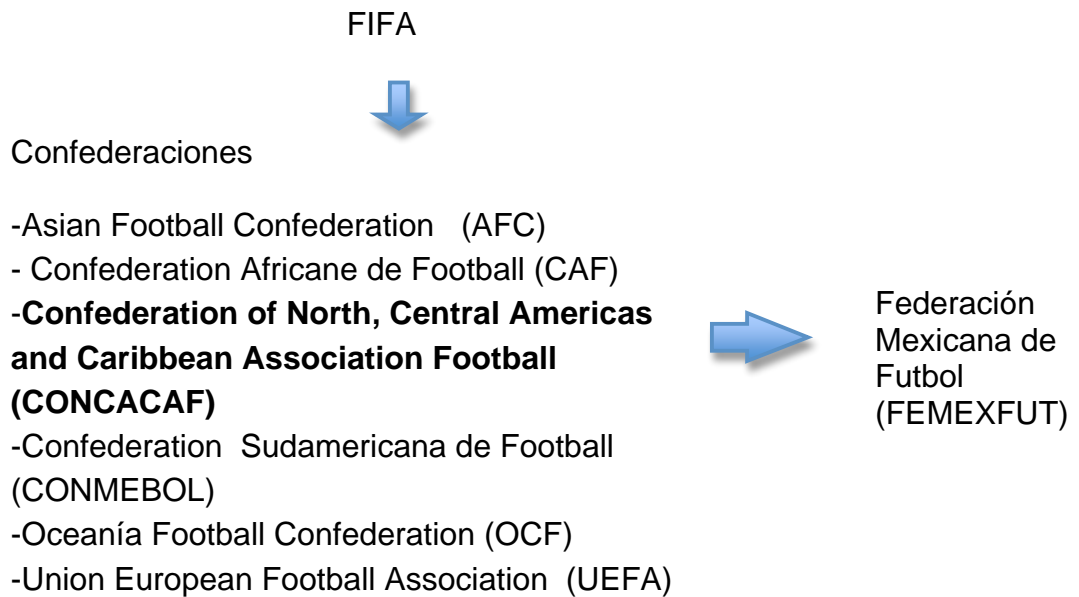 FIFA
Confederaciones
-Asian Football Confederation (AFC)
- Confederation Africane de Football (CAF)
-Confederation of North, Central Americas
and Caribbean Association Football
(CONCACAF)
-Confederation Sudamericana de Football
(CONMEBOL)
-Oceanía Football Confederation (OCF)
-Union European Football Association (UEFA)
Federación
Mexicana de
Futbol
(FEMEXFUT)